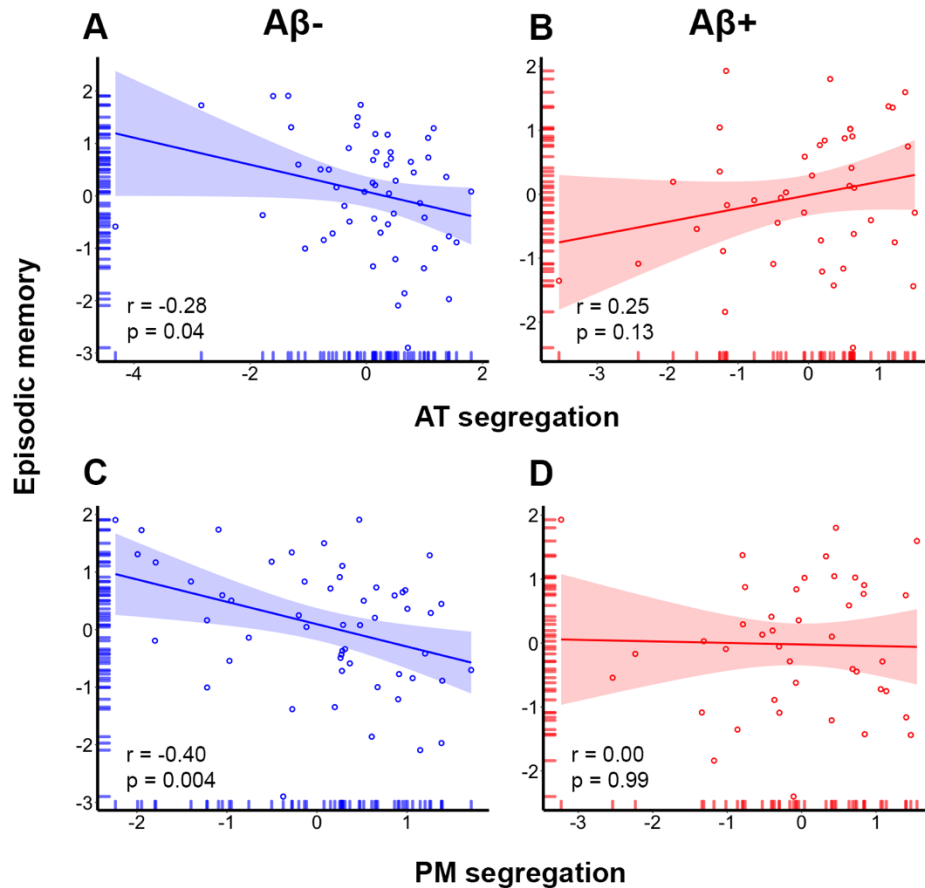 A Aβ- B Aβ+
2
1
0
-1
-2
-3
r = -0.28
p = 0.04
-4 -2 0 2
2
1
0
-1
-2
r = 0.25
p = 0.13
-3 -2 -1 0 1
AT segregation
Episodic memory
C D
2
1
0
-1
-2
-3
r = -0.40
p = 0.004
-2 -1 0 1
2
1
0
-1
-2
r = 0.00
p = 0.99
-3 -2 -1 0 1
PM segregation